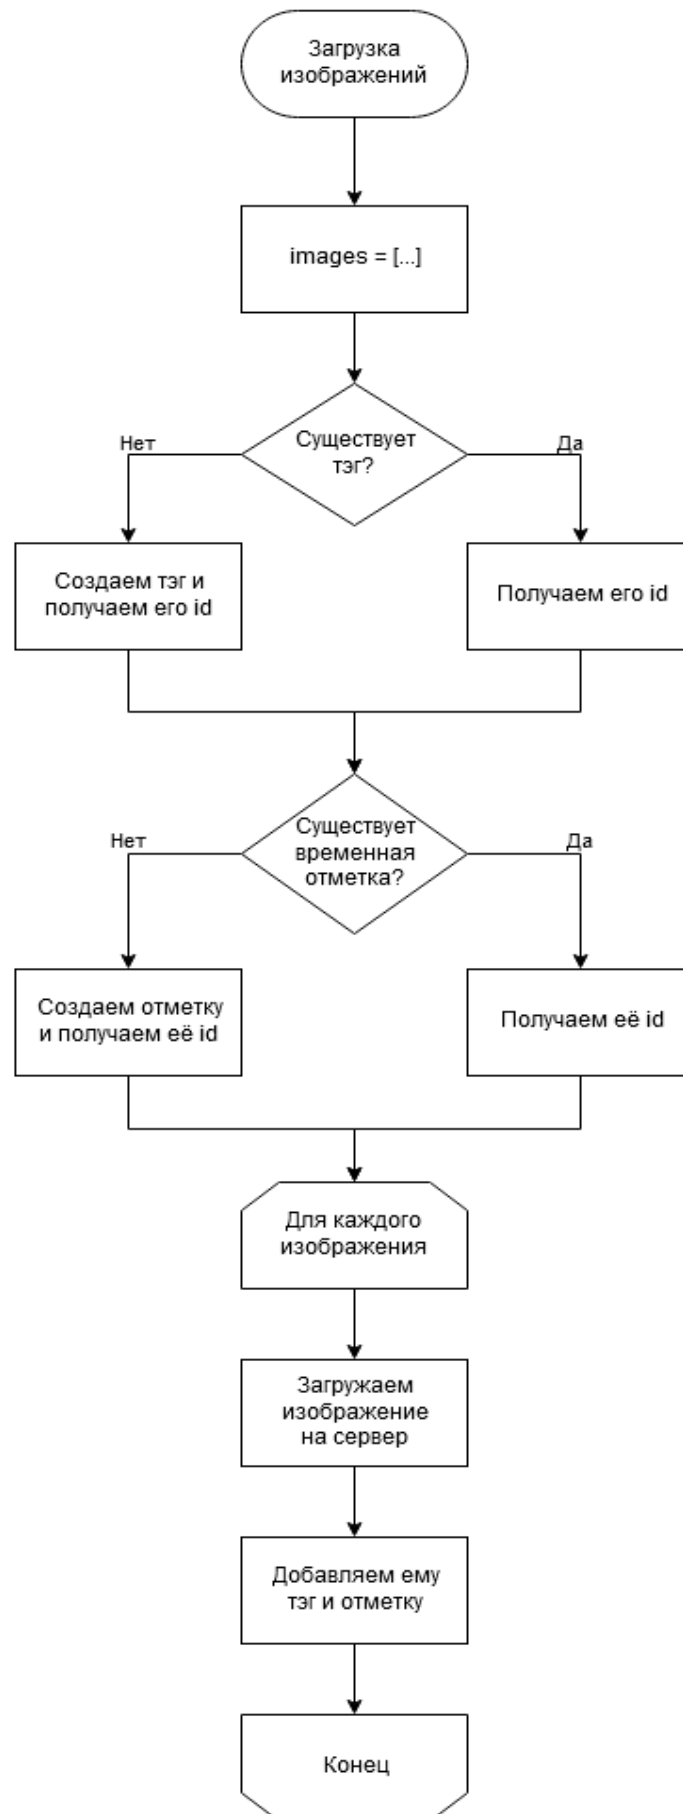 Загрузка
изображений
images = [...]
Существует
тэг?
Нет
Да
Создаем тэг и
получаем его id
Получаем его id
Существует
временная
отметка?
Нет
Да
Создаем отметку
и получаем её id
Получаем её id
Для каждого
изображения
Загружаем
изображение
на сервер
Добавляем ему
тэг и отметку
Конец